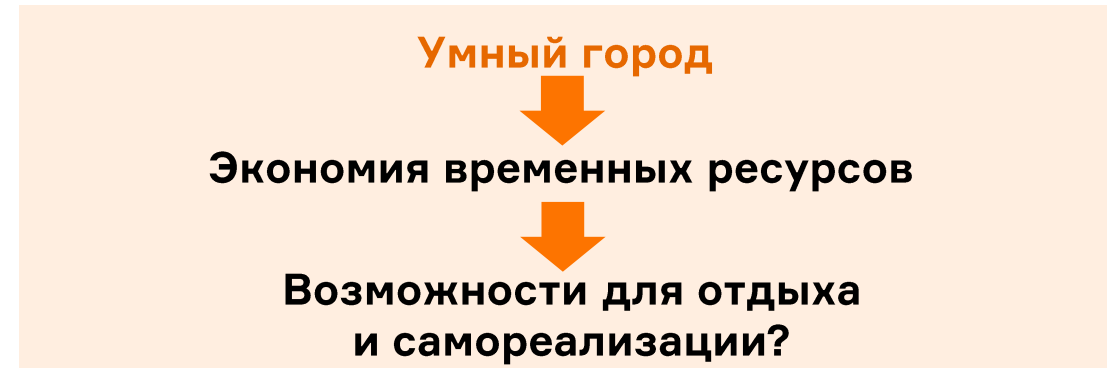 Умный город
Экономия временных ресурсов
Возможности для отдыха
и самореализации?